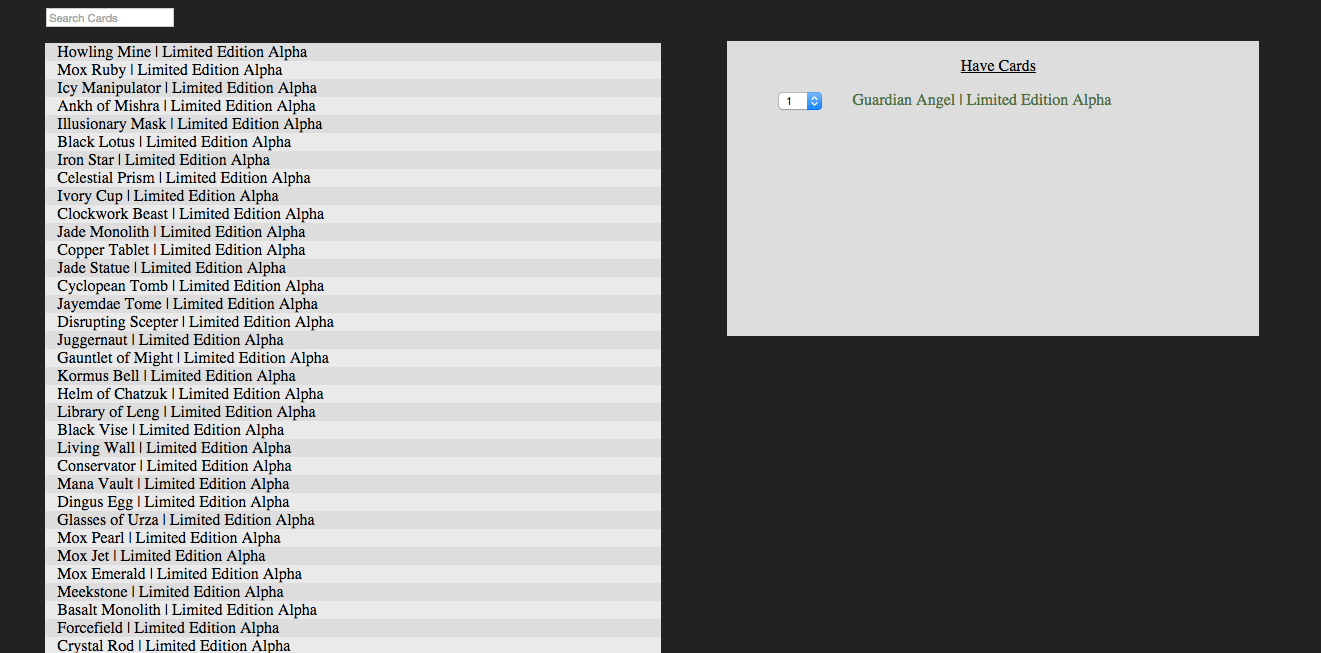 Search Cards
Howling Mine | Limited Edition Alpha
Mox Ruby | Limited Edition Alpha
Icy Manipulator | Limited Edition Alpha
Ankh of Mishra | Limited Edition Alpha
Illusionary Mask | Limited Edition Alpha
Black Lotus | Limited Edition Alpha
Iron Star | Limited Edition Alpha
Celestial Prism | Limited Edition Alpha
Ivory Cup | Limited Edition Alpha
Clockwork Beast | Limited Edition Alpha
Jade Monolith | Limited Edition Alpha
Copper Tablet | Limited Edition Alpha
Jade Statue | Limited Edition Alpha
Cyclopean Tomb | Limited Edition Alpha
Jayemdae Tome | Limited Edition Alpha
Disrupting Scepter | Limited Edition Alpha
Juggernaut | Limited Edition Alpha
Gauntlet of Might | Limited Edition Alpha
Kormus Bell | Limited Edition Alpha
Helm of Chatzuk | Limited Edition Alpha
Library of Leng | Limited Edition Alpha
Black Vise | Limited Edition Alpha
Living Wall | Limited Edition Alpha
Conservator | Limited Edition Alpha
Mana Vault | Limited Edition Alpha
Dingus Egg | Limited Edition Alpha
Glasses of Urza | Limited Edition Alpha
Mox Pearl | Limited Edition Alpha
Mox Jet | Limited Edition Alpha
Mox Emerald | Limited Edition Alpha
Meekstone | Limited Edition Alpha
Basalt Monolith | Limited Edition Alpha
Forcefield | Limited Edition Alpha
Crystal Rod | Limited Edition Alpha
Have Cards
1 Guardian Angel | Limited Edition Alpha